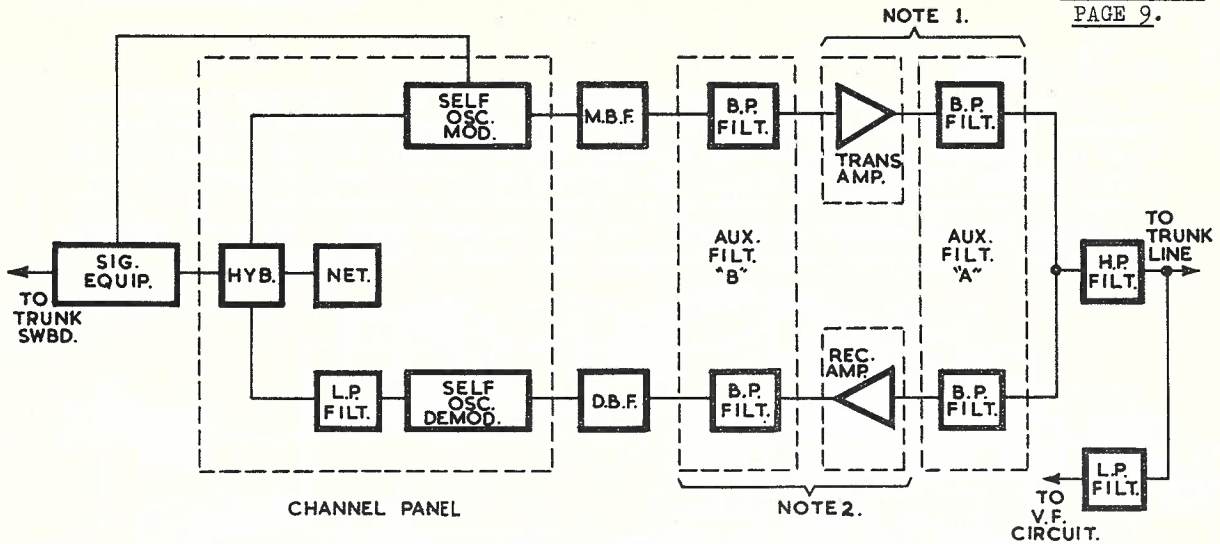 NOTE 1.
PAGE 9.
SELF
OSC.
MOD.
M.B.F.
B.P.
FILT.
TRANS.
AMP.
B.P.
FILT.
SIG.
EQUIP.
HYB.
NET.
AUX.
FILT.
"B"
AUX.
FILT.
"A"
H.P.
FILT.
TO
TRUNK
LINE
TO
TRUNK
SWBD.
L.P.
FILT.
SELF
OSC.
DEMOD.
D.B.F.
B.P.
FILT.
REC.
AMP.
B.P.
FILT.
L.P.
FILT.
CHANNEL PANEL
NOTE 2.
TO
V.F.
CIRCUIT.